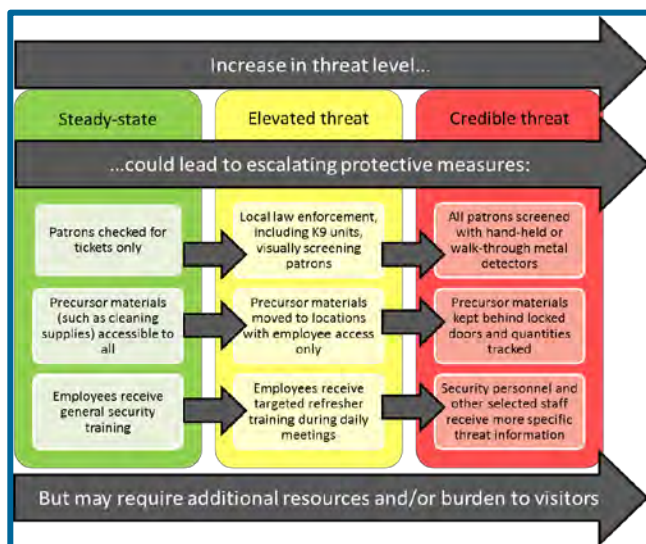 Increase in threat level...
Steady-state
Elevated threat
Credible threat
...could lead to escalating protective measures:
Patrons checked for
tickets only
Local law enforcement,
including K9 units,
visually screening
patrons
All patrons screened
with hand-held or
walk-through metal
detectors
Precursor materials
(such as cleaning
supplies) accessible to
all
Precursor materials
moved to locations
with employee access
only
Precursor materials
kept behind locked
doors and quantities
tracked
Employees receive
general security
training
Employees receive
targeted refresher
training during daily
meetings
Security personnel and
other selected staff
receive more specific
threat information
But may require additional resources and/or burden to visitors